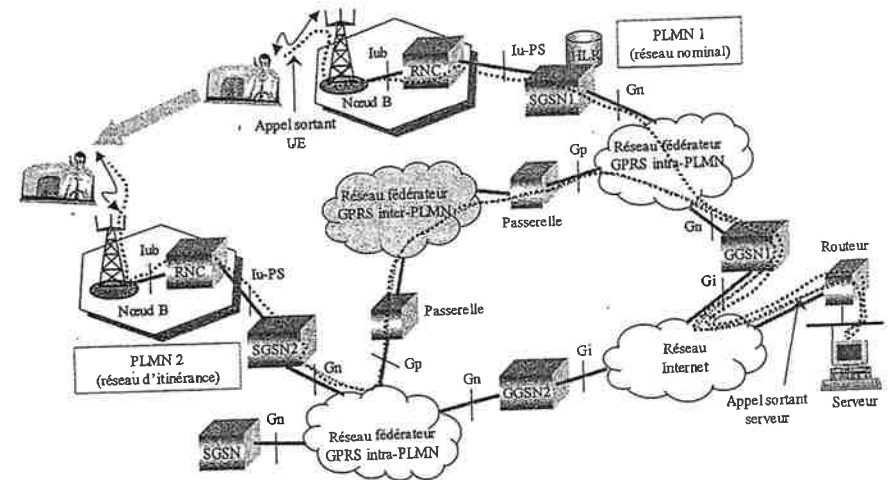 PLMN 1
(réseau nominal)
Iub
RNC
Iu-PS
HLR
Nœud B
SGSN1
Gn
Appel sortant
UE
Réseau fédérateur
GPRS intra-PLMN
Gp
Passerelle
Réseau fédérateur
GPRS inter-PLMN
Gn
GGSN1
Routeur
Gi
Iub
RNC
Iu-PS
Nœud B
Passerelle
SGSN2
PLMN 2
(réseau d'itinérance)
Gn
Gp
Gn
GGSN2
Gi
Réseau
Internet
Appel sortant
serveur
Serveur
SGSN
Gn
Réseau fédérateur
GPRS intra-PLMN